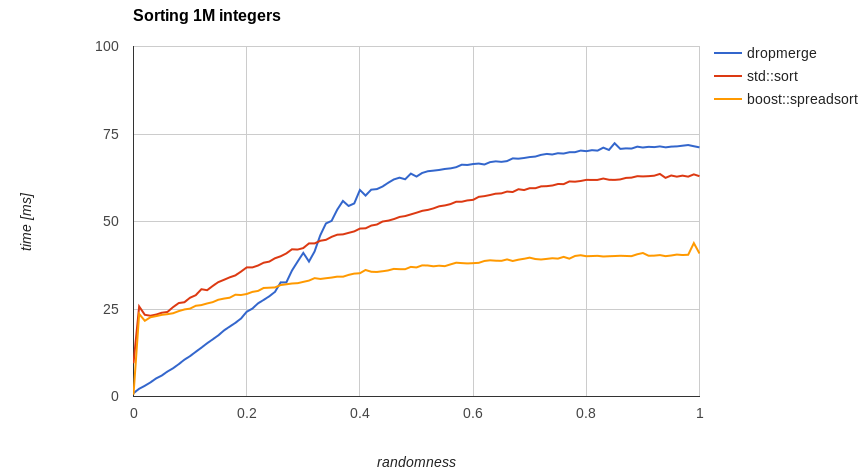 Sorting 1M integers
100
75
50
25
0
time [ms]
0 0.2 0.4 0.6 0.8 1
randomness
dropmerge
std::sort
boost::spreadsort